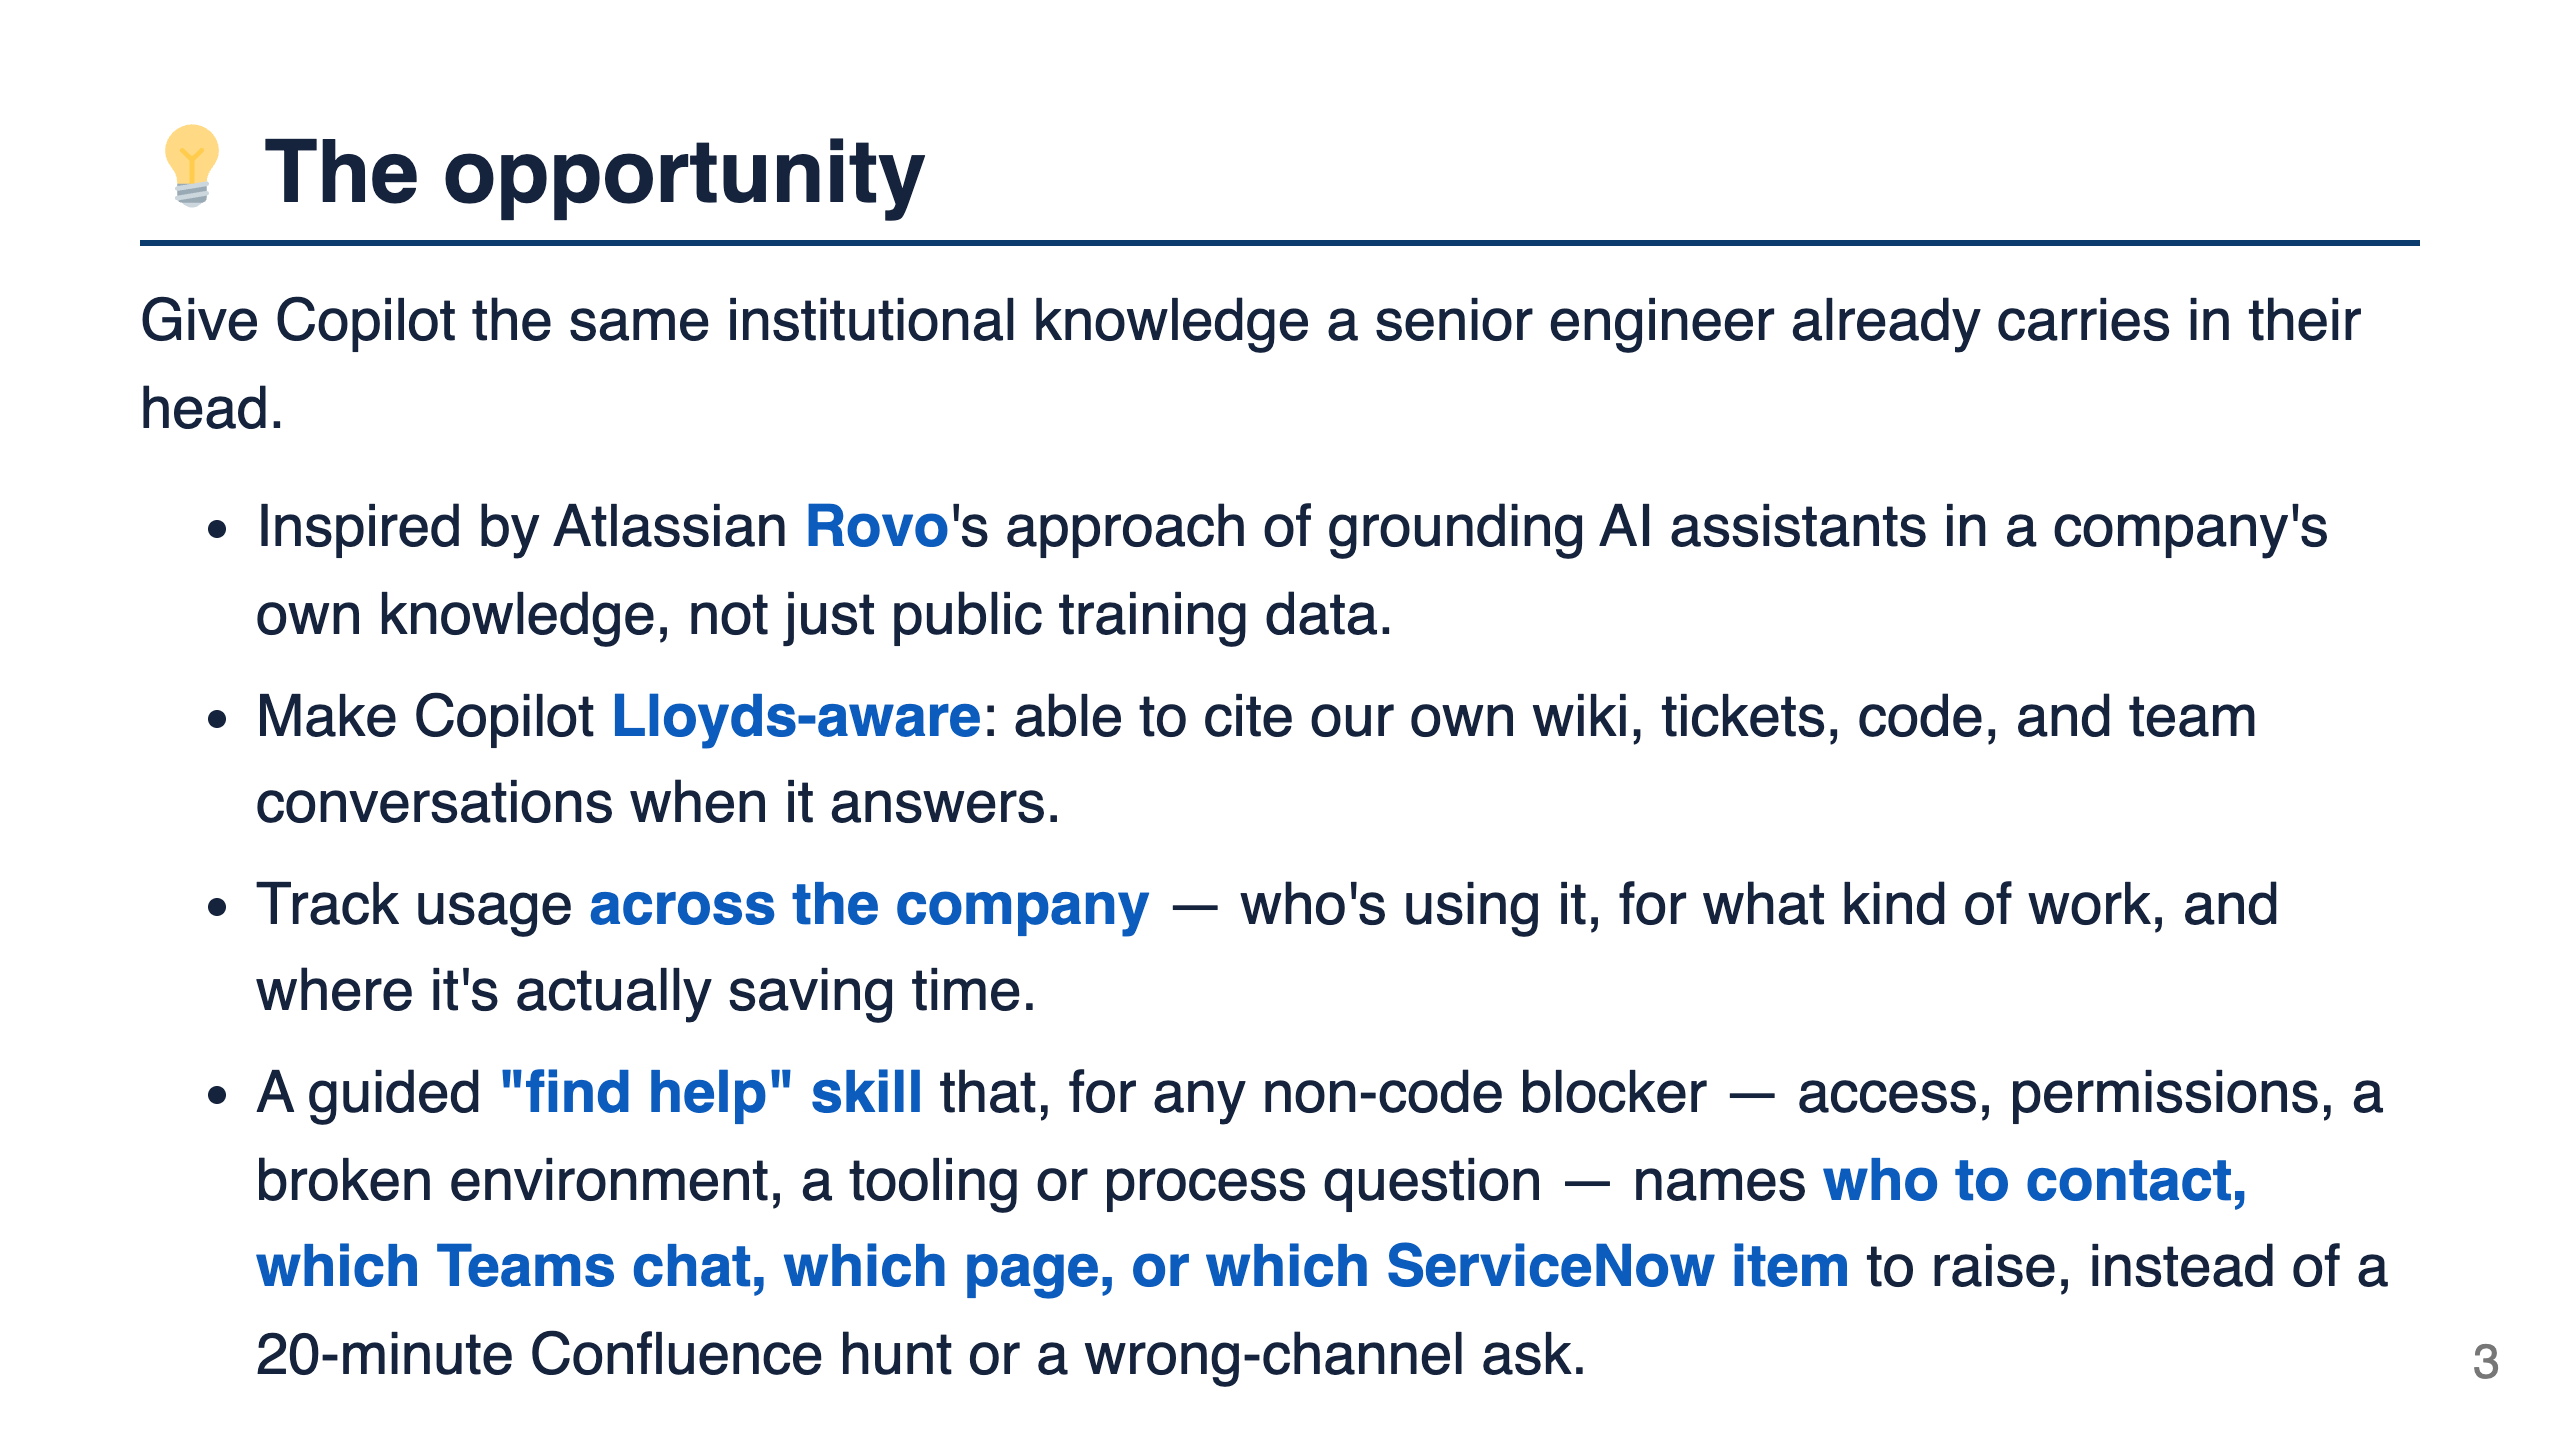 💡 The opportunity
Give Copilot the same institutional knowledge a senior engineer already carries in their
head.
• Inspired by Atlassian Rovo's approach of grounding AI assistants in a company's
own knowledge, not just public training data.
• Make Copilot Lloyds-aware: able to cite our own wiki, tickets, code, and team
conversations when it answers.
• Track usage across the company — who's using it, for what kind of work, and
where it's actually saving time.
• A guided "find help" skill that, for any non-code blocker — access, permissions, a
broken environment, a tooling or process question — names who to contact,
which Teams chat, which page, or which ServiceNow item to raise, instead of a
20-minute Confluence hunt or a wrong-channel ask.
3